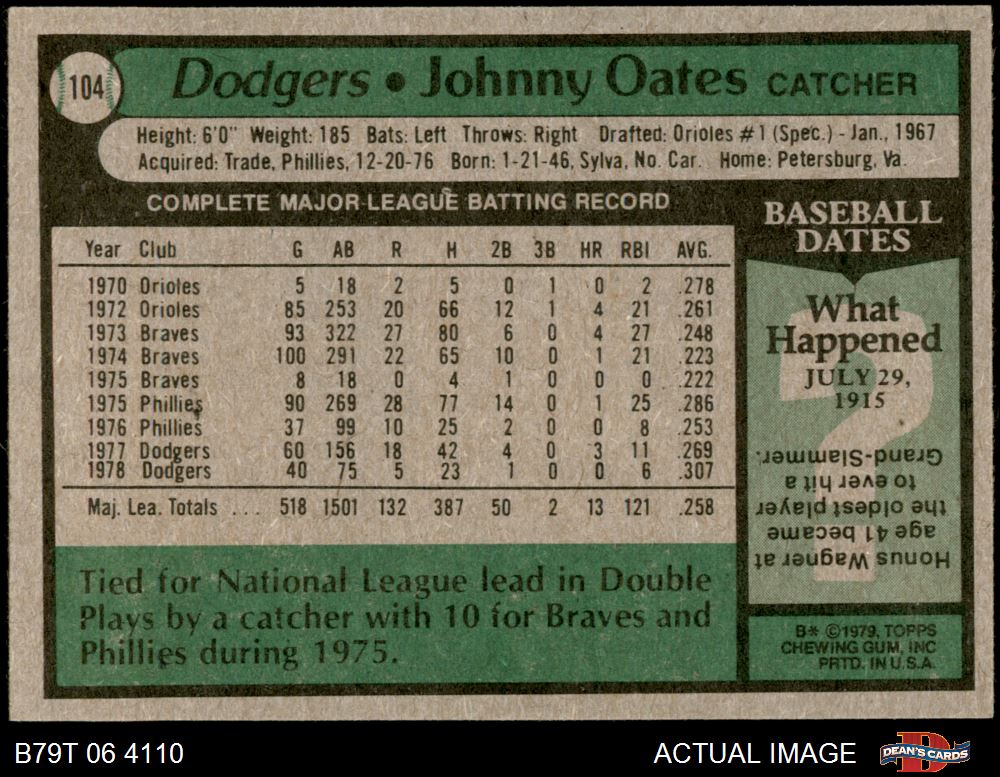 104
Dodgers • Johnny Oates CATCHER
Height: 6'0" Weight: 185 Bats: Left Throws: Right Drafted: Orioles #1 (Spec.) - Jan., 1967
Acquired: Trade, Phillies, 12-20-76 Born: 1-21-46, Sylva, No. Car. Home: Petersburg, Va.
COMPLETE MAJOR LEAGUE BATTING RECORD
Year Club G AB R H 2B 3B HR RBI AVG.
1970 Orioles 5 18 2 5 0 1 0 2 .278
1972 Orioles 85 253 20 66 12 1 4 21 .261
1973 Braves 93 322 27 80 6 0 4 27 .248
1974 Braves 100 291 22 65 10 0 1 21 .223
1975 Braves 8 18 0 4 1 0 0 0 .222
1975 Phillies 90 269 28 77 14 0 1 25 .286
1976 Phillies 37 99 10 25 2 0 0 8 .253
1977 Dodgers 60 156 18 42 4 0 3 11 .269
1978 Dodgers 40 75 5 23 1 0 0 6 .307
Maj. Lea. Totals ... 518 1501 132 387 50 2 13 121 .258
Tied for National League lead in Double
Plays by a catcher with 10 for Braves and
Phillies during 1975.
BASEBALL
DATES
What
Happened
JULY 29,
1915
?
Honus Wagner at
age 41 became
the oldest player
to ever hit a
Grand-Slammer.
B* ©1979, TOPPS
CHEWING GUM, INC
PRTD. IN U.S.A.
B79T 06 4110
ACTUAL IMAGE
DEAN'S CARDS